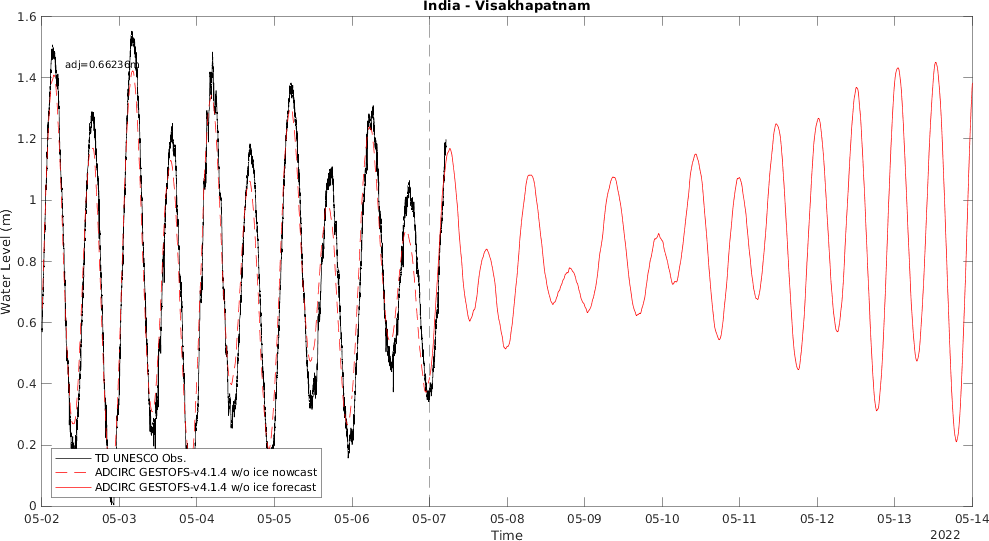 India - Visakhapatnam
1.6
1.4
1.2
1
0.8
0.6
0.4
0.2
0
Water Level (m)
adj=0.66236m
TD UNESCO Obs.
ADCIRC GESTOFS-v4.1.4 w/o ice nowcast
ADCIRC GESTOFS-v4.1.4 w/o ice forecast
05-02 05-03 05-04 05-05 05-06 05-07 05-08 05-09 05-10 05-11 05-12 05-13 05-14
Time
2022